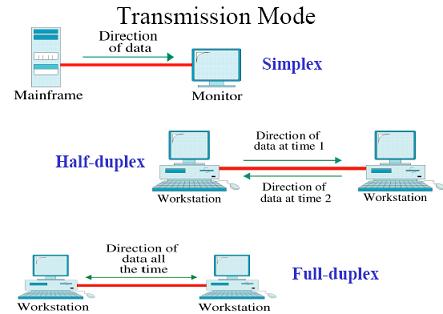 Transmission Mode
Direction
of data
Simplex
Mainframe
Monitor
Half-duplex
Direction of
data at time 1
Direction of
data at time 2
Workstation
Workstation
Direction of
data all
the time
Full-duplex
Workstation
Workstation